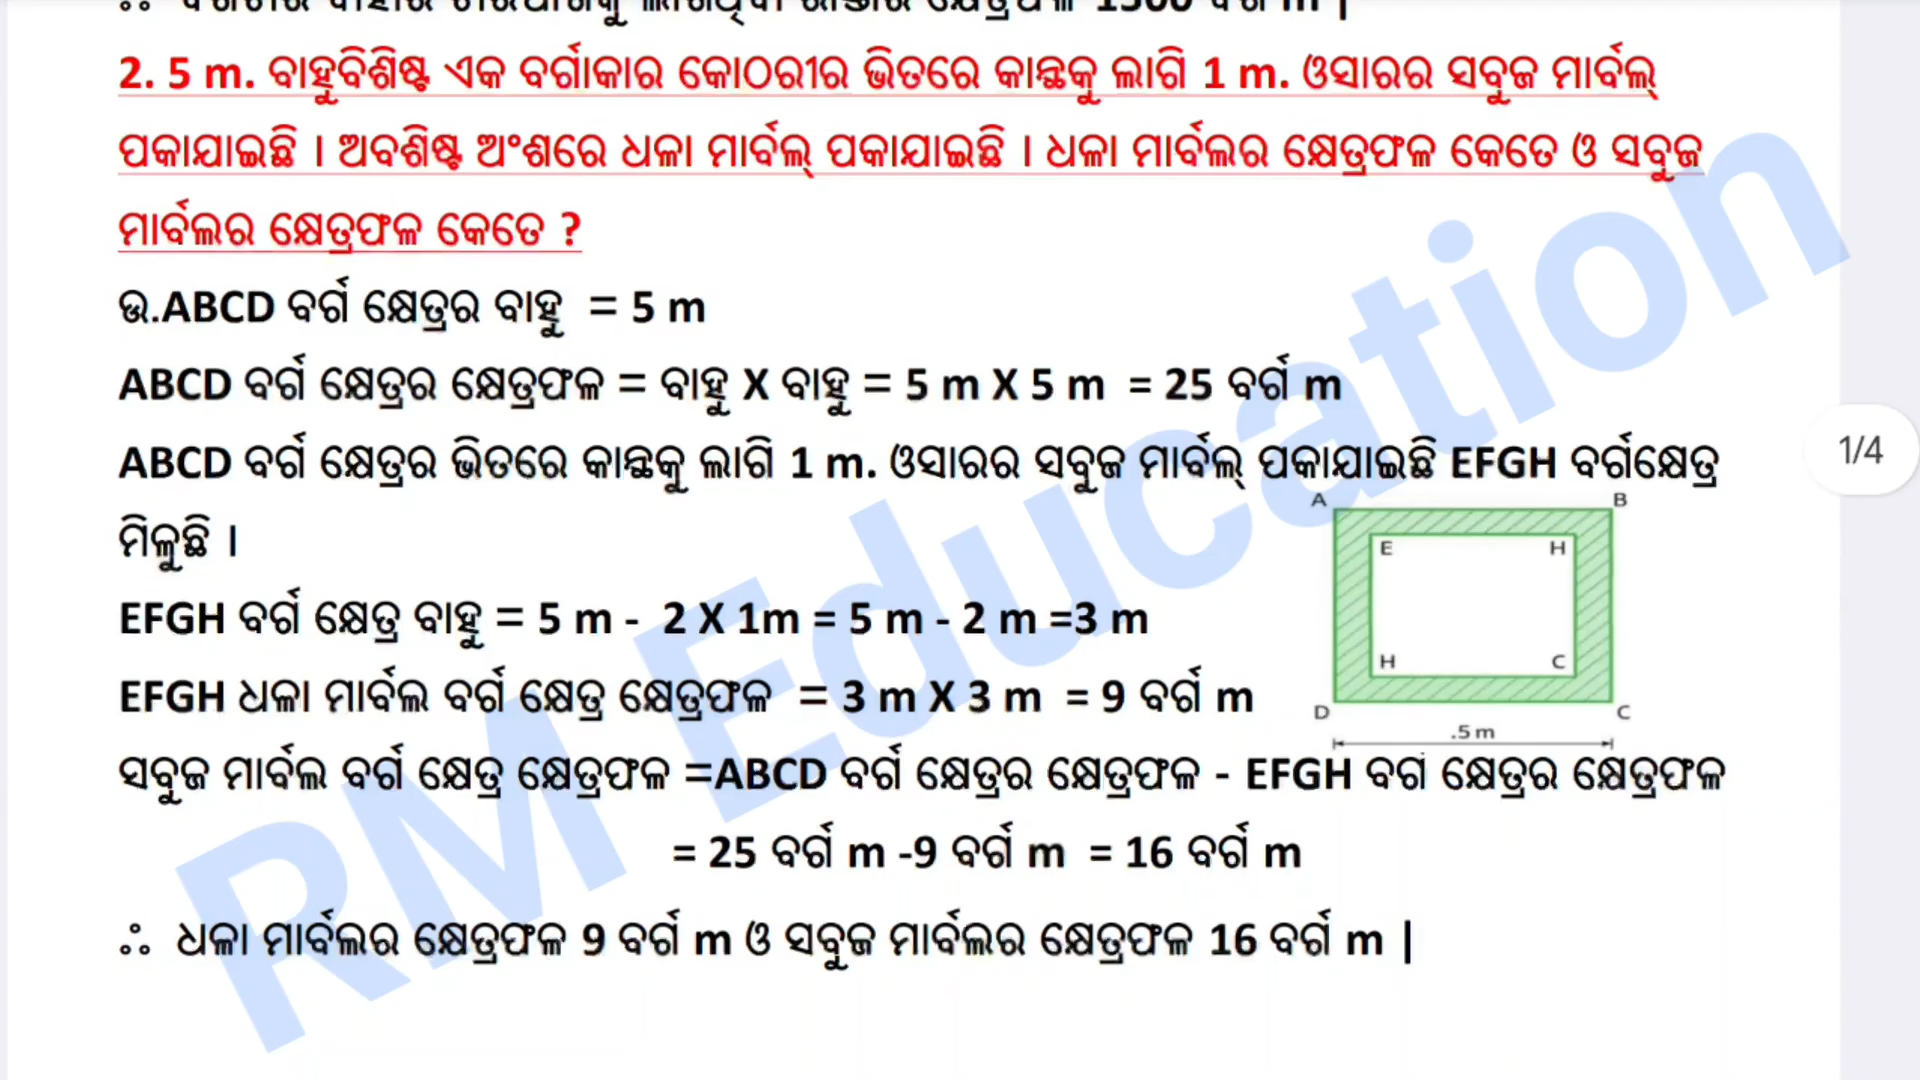 ∴ ବଗିଚାର ବାହାର ଚାରିପାଖକୁ ଲାଗିଥିବା ରାସ୍ତାର କ୍ଷେତ୍ରଫଳ 1500 ବର୍ଗ m |
2. 5 m. ବାହୁବିଶିଷ୍ଟ ଏକ ବର୍ଗାକାର କୋଠରୀର ଭିତରେ କାନ୍ଥକୁ ଲାଗି 1 m. ଓସାରର ସବୁଜ ମାର୍ବଲ୍
ପକାଯାଇଛି । ଅବଶିଷ୍ଟ ଅଂଶରେ ଧଳା ମାର୍ବଲ୍ ପକାଯାଇଛି । ଧଳା ମାର୍ବଲର କ୍ଷେତ୍ରଫଳ କେତେ ଓ ସବୁଜ
ମାର୍ବଲର କ୍ଷେତ୍ରଫଳ କେତେ ?
ଉ.ABCD ବର୍ଗ କ୍ଷେତ୍ରର ବାହୁ = 5 m
ABCD ବର୍ଗ କ୍ଷେତ୍ରର କ୍ଷେତ୍ରଫଳ = ବାହୁ X ବାହୁ = 5 m X 5 m = 25 ବର୍ଗ m
ABCD ବର୍ଗ କ୍ଷେତ୍ରର ଭିତରେ କାନ୍ଥକୁ ଲାଗି 1 m. ଓସାରର ସବୁଜ ମାର୍ବଲ୍ ପକାଯାଇଛି EFGH ବର୍ଗକ୍ଷେତ୍ର
ମିଳୁଛି ।
EFGH ବର୍ଗ କ୍ଷେତ୍ର ବାହୁ = 5 m - 2 X 1m = 5 m - 2 m =3 m
EFGH ଧଳା ମାର୍ବଲ ବର୍ଗ କ୍ଷେତ୍ର କ୍ଷେତ୍ରଫଳ = 3 m X 3 m = 9 ବର୍ଗ m
ସବୁଜ ମାର୍ବଲ ବର୍ଗ କ୍ଷେତ୍ର କ୍ଷେତ୍ରଫଳ =ABCD ବର୍ଗ କ୍ଷେତ୍ରର କ୍ଷେତ୍ରଫଳ - EFGH ବର୍ଗ କ୍ଷେତ୍ରର କ୍ଷେତ୍ରଫଳ
= 25 ବର୍ଗ m -9 ବର୍ଗ m = 16 ବର୍ଗ m
∴ ଧଳା ମାର୍ବଲର କ୍ଷେତ୍ରଫଳ 9 ବର୍ଗ m ଓ ସବୁଜ ମାର୍ବଲର କ୍ଷେତ୍ରଫଳ 16 ବର୍ଗ m |
A B
E H
H C
D C
.5 m
1/4
RM Education